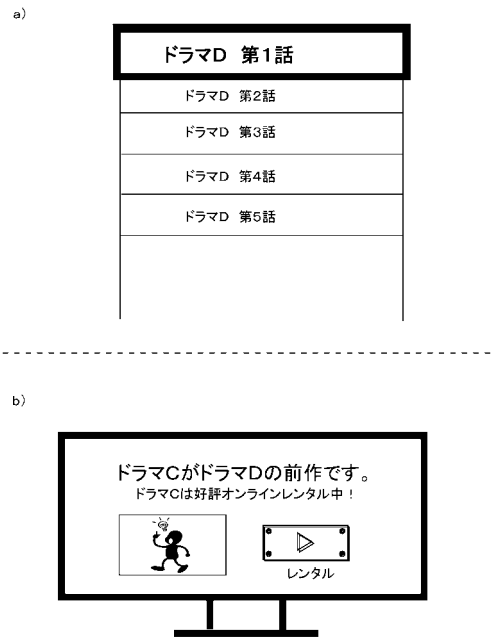 a)
ドラマD 第1話
ドラマD 第2話
ドラマD 第3話
ドラマD 第4話
ドラマD 第5話
b)
ドラマCがドラマDの前作です。
ドラマCは好評オンラインレンタル中!
レンタル